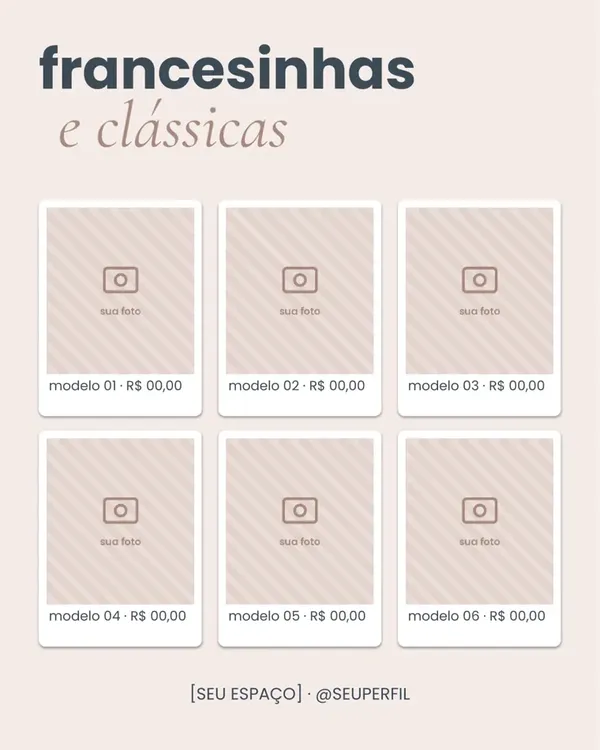 francesinhas
e clássicas
sua foto
sua foto
sua foto
modelo 01 · R$ 00,00
modelo 02 · R$ 00,00
modelo 03 · R$ 00,00
sua foto
sua foto
sua foto
modelo 04 · R$ 00,00
modelo 05 · R$ 00,00
modelo 06 · R$ 00,00
[SEU ESPAÇO] · @SEUPERFIL